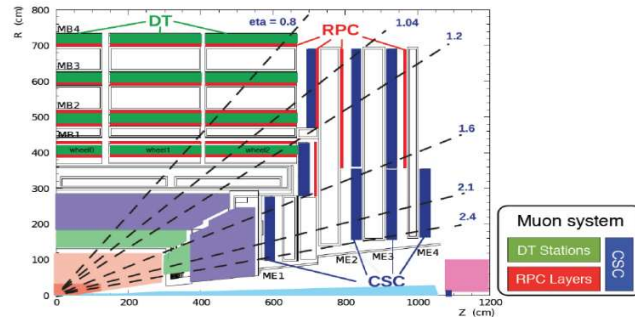 R (cm)
800
700
600
500
400
300
200
100
0
MB4
MB3
MB2
MB1
DT
eta = 0.8
RPC
1.04
1.2
1.6
2.1
2.4
wheel0
wheel1
wheel2
ME1
ME2
ME3
ME4
CSC
0 200 400 600 800 1000 1200
Z (cm)
Muon system
DT Stations
RPC Layers
CSC